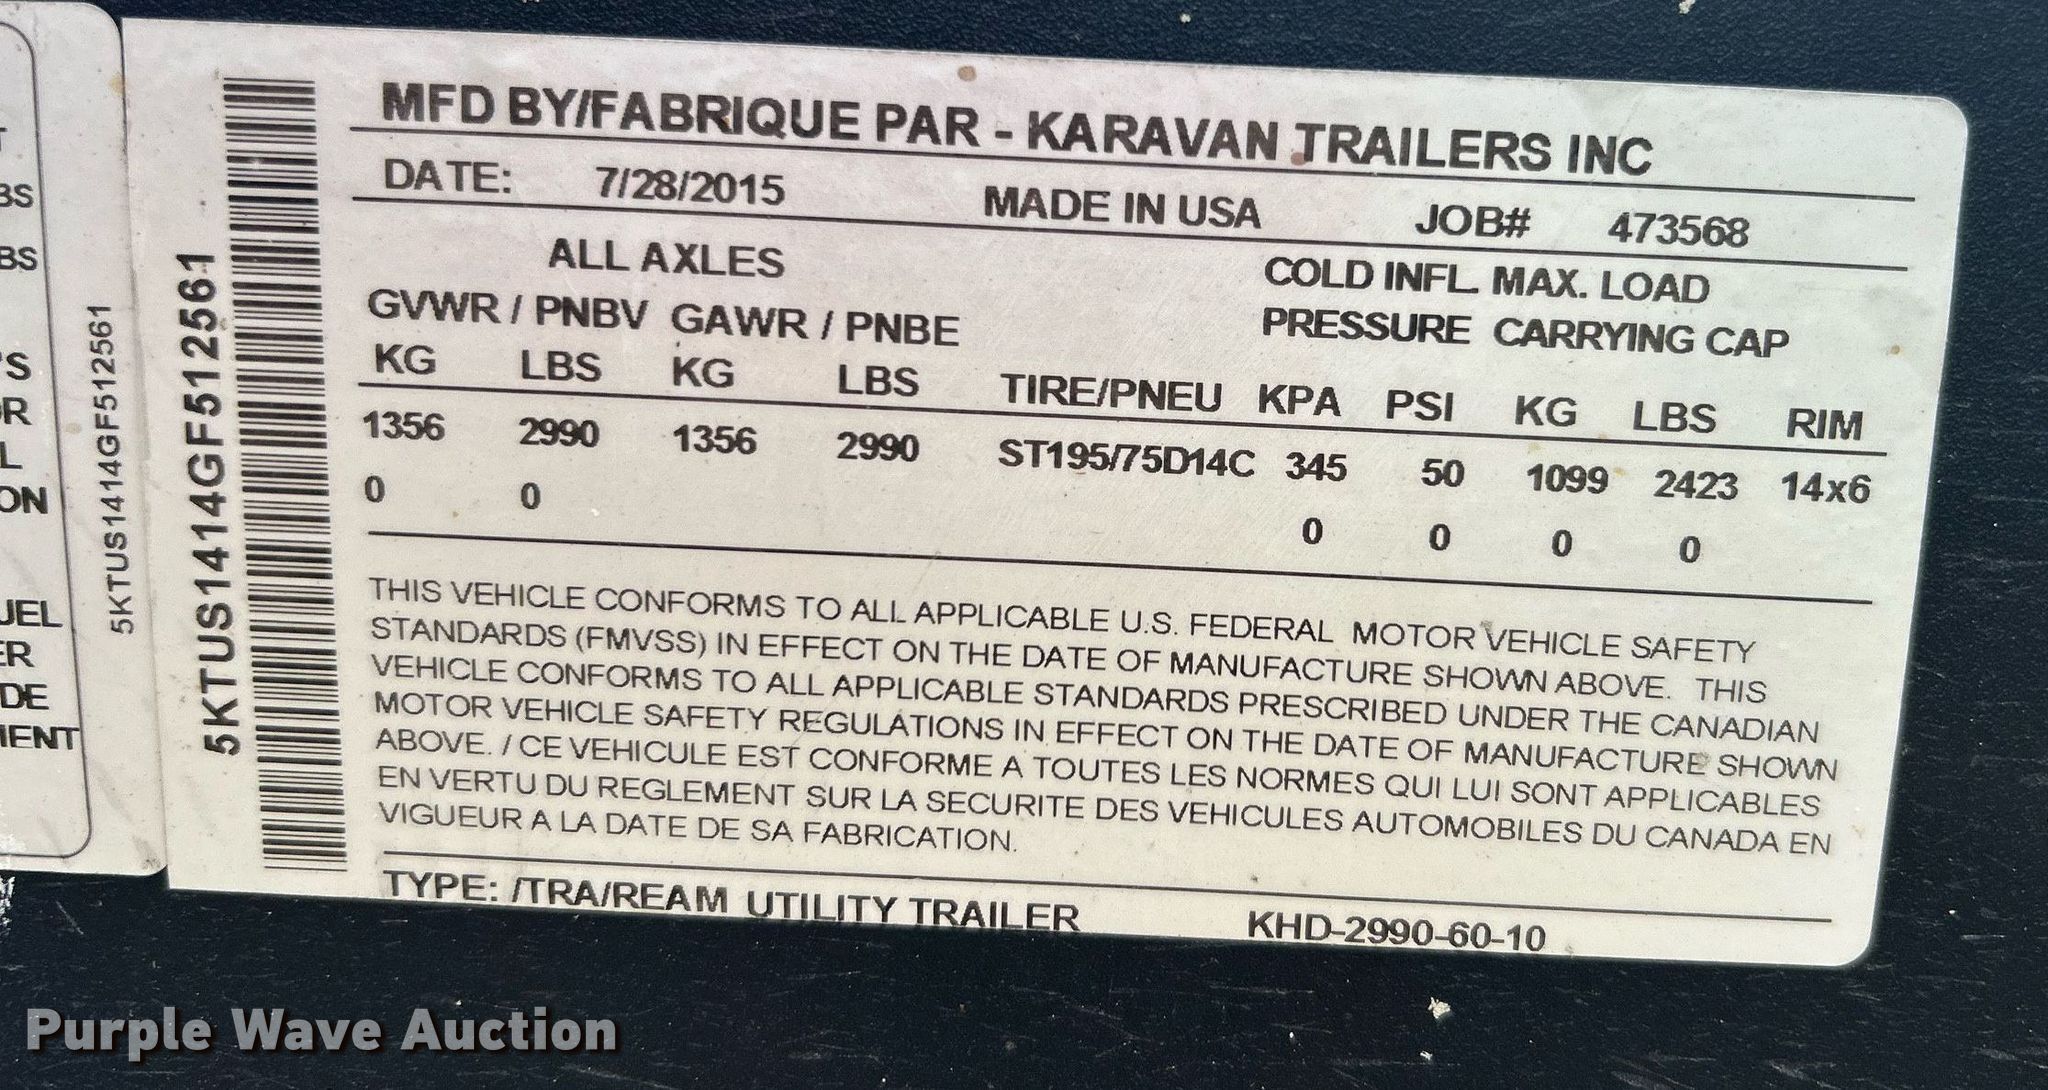 BS
BS
'S
OR
L
ON
UEL
ER
DE
MENT
5KTUS1414GF512561
5KTUS1414GF512561
MFD BY/FABRIQUE PAR - KARAVAN TRAILERS INC
DATE: 7/28/2015 MADE IN USA JOB# 473568
ALL AXLES COLD INFL. MAX. LOAD
GVWR / PNBV GAWR / PNBE PRESSURE CARRYING CAP
KG LBS KG LBS TIRE/PNEU KPA PSI KG LBS RIM
1356 2990 1356 2990 ST195/75D14C 345 50 1099 2423 14x6
0 0 0 0 0 0
THIS VEHICLE CONFORMS TO ALL APPLICABLE U.S. FEDERAL MOTOR VEHICLE SAFETY
STANDARDS (FMVSS) IN EFFECT ON THE DATE OF MANUFACTURE SHOWN ABOVE. THIS
VEHICLE CONFORMS TO ALL APPLICABLE STANDARDS PRESCRIBED UNDER THE CANADIAN
MOTOR VEHICLE SAFETY REGULATIONS IN EFFECT ON THE DATE OF MANUFACTURE SHOWN
ABOVE. / CE VEHICULE EST CONFORME A TOUTES LES NORMES QUI LUI SONT APPLICABLES
EN VERTU DU REGLEMENT SUR LA SECURITE DES VEHICULES AUTOMOBILES DU CANADA EN
VIGUEUR A LA DATE DE SA FABRICATION.
TYPE: /TRA/REAM UTILITY TRAILER KHD-2990-60-10
Purple Wave Auction